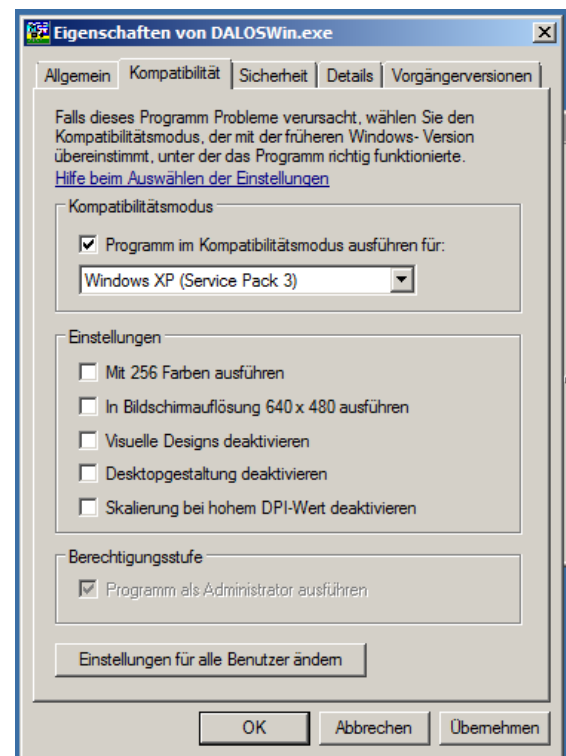 Eigenschaften von DALOSWin.exe
Allgemein Kompatibilität Sicherheit Details Vorgängerversionen
Falls dieses Programm Probleme verursacht, wählen Sie den
Kompatibilitätsmodus, der mit der früheren Windows- Version
übereinstimmt, unter der das Programm richtig funktionierte.
Hilfe beim Auswählen der Einstellungen
Kompatibilitätsmodus
Programm im Kompatibilitätsmodus ausführen für:
Windows XP (Service Pack 3)
Einstellungen
Mit 256 Farben ausführen
In Bildschirmauflösung 640 x 480 ausführen
Visuelle Designs deaktivieren
Desktopgestaltung deaktivieren
Skalierung bei hohem DPI-Wert deaktivieren
Berechtigungsstufe
Programm als Administrator ausführen
Einstellungen für alle Benutzer ändern
OK Abbrechen Übernehmen